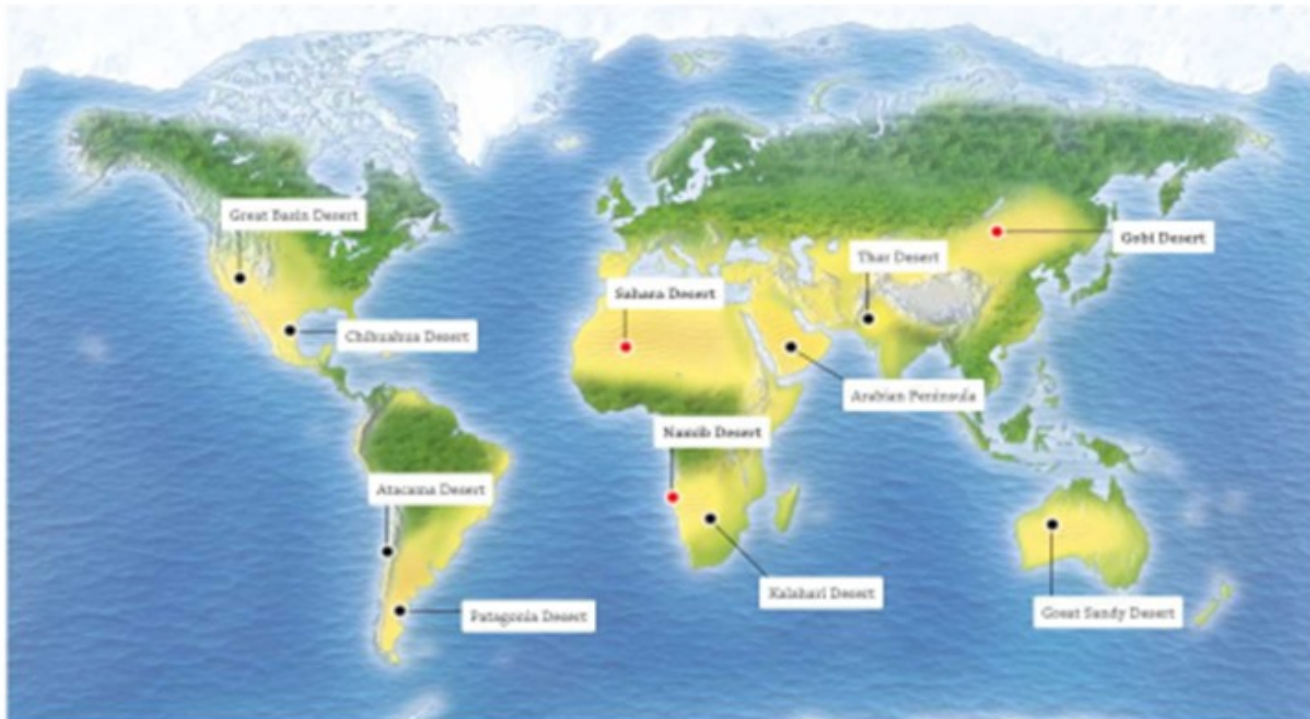 Great Basin Desert
Gobi Desert
Thar Desert
Sahara Desert
Chihuahua Desert
Arabian Peninsula
Namib Desert
Atacama Desert
Kalahari Desert
Great Sandy Desert
Patagonia Desert